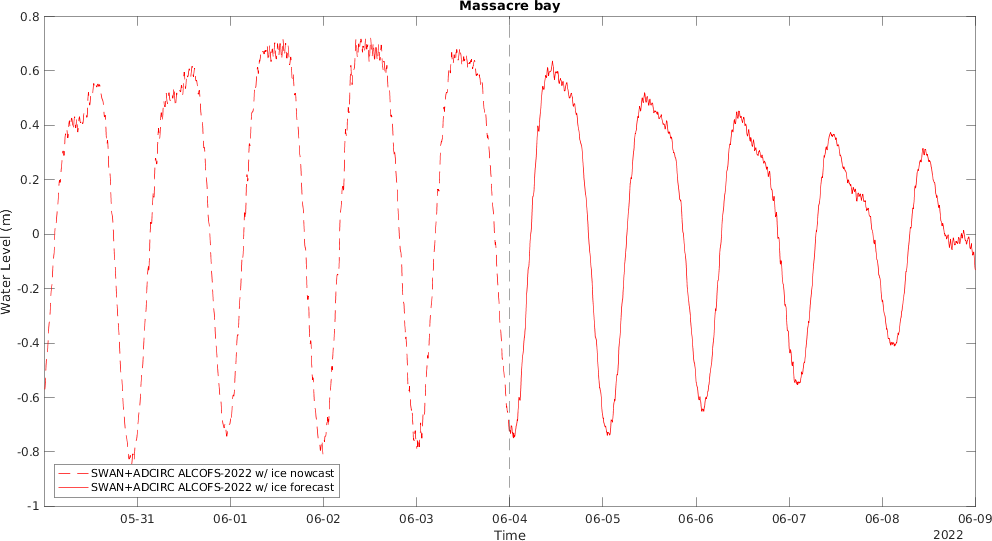 Massacre bay
0.8
0.6
0.4
0.2
0
-0.2
-0.4
-0.6
-0.8
-1
Water Level (m)
SWAN+ADCIRC ALCOFS-2022 w/ ice nowcast
SWAN+ADCIRC ALCOFS-2022 w/ ice forecast
05-31 06-01 06-02 06-03 06-04 06-05 06-06 06-07 06-08 06-09
Time
2022